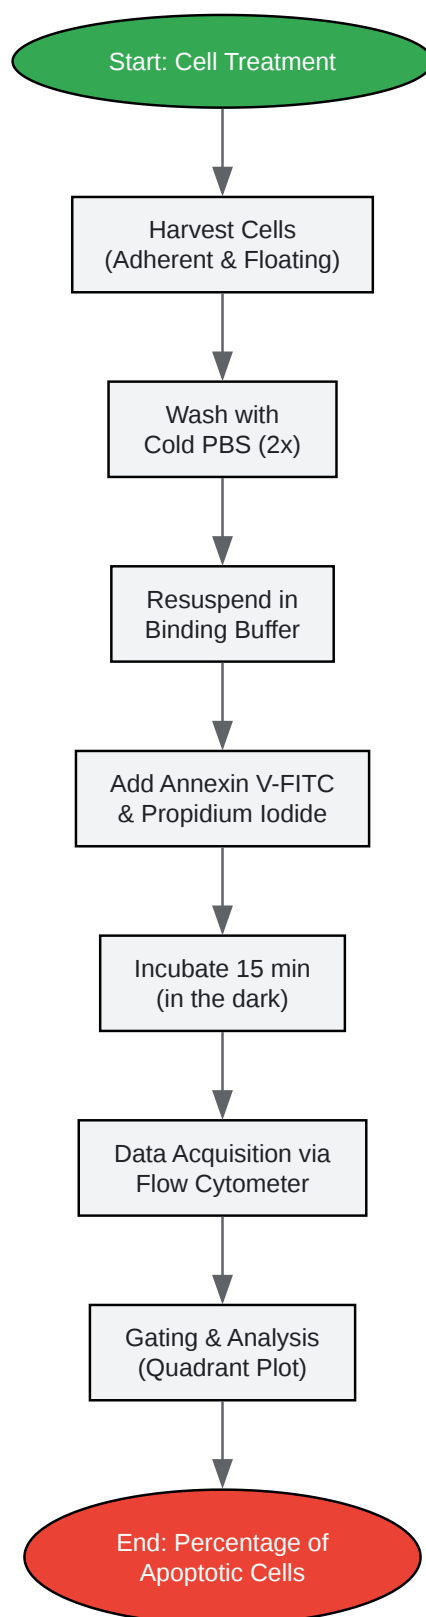 Start: Cell Treatment
Harvest Cells
(Adherent & Floating)
Wash with
Cold PBS (2x)
Resuspend in
Binding Buffer
Add Annexin V-FITC
& Propidium Iodide
Incubate 15 min
(in the dark)
Data Acquisition via
Flow Cytometer
Gating & Analysis
(Quadrant Plot)
End: Percentage of
Apoptotic Cells